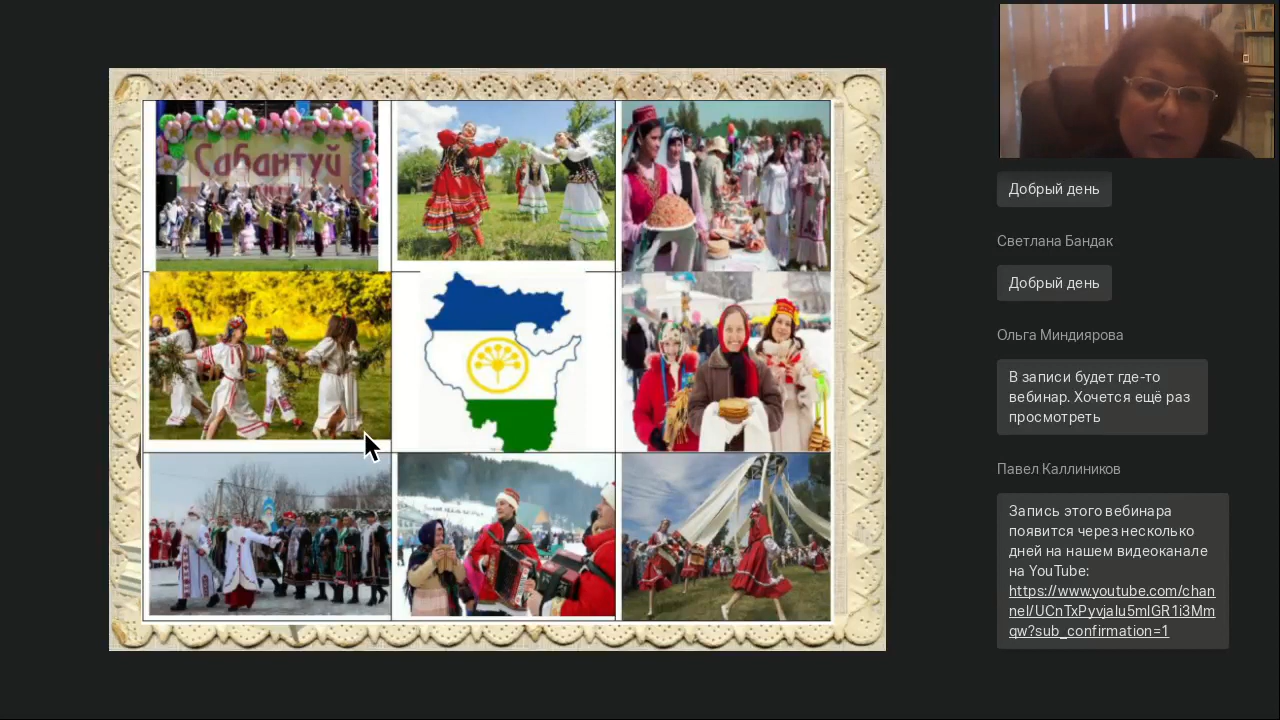 Сабантуй
Добрый день
Светлана Бандак
Добрый день
Ольга Миндиярова
В записи будет где-то
вебинар. Хочется ещё раз
просмотреть
Павел Каллиников
Запись этого вебинара
появится через несколько
дней на нашем видеоканале
на YouTube:
https://www.youtube.com/chan
nel/UCnTxPyvjaIu5mIGR1i3Mm
qw?sub_confirmation=1